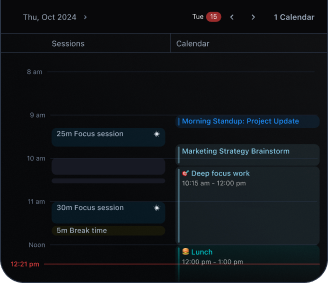 Thu, Oct 2024
Tue 15
1 Calendar
Sessions
Calendar
8 am
9 am
Morning Standup: Project Update
25m Focus session
Marketing Strategy Brainstorm
10 am
🎯 Deep focus work
10:15 am - 12:00 pm
11 am
30m Focus session
5m Break time
Noon
🍔 Lunch
12:00 pm - 1:00 pm
12:21 pm